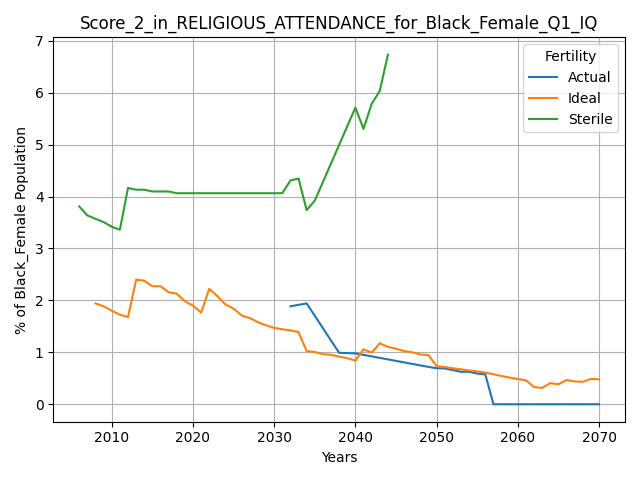 Score_2_in_RELIGIOUS_ATTENDANCE_for_Black_Female_Q1_IQ
% of Black_Female Population
7
6
5
4
3
2
1
0
Fertility
Actual
Ideal
Sterile
2010 2020 2030 2040 2050 2060 2070
Years